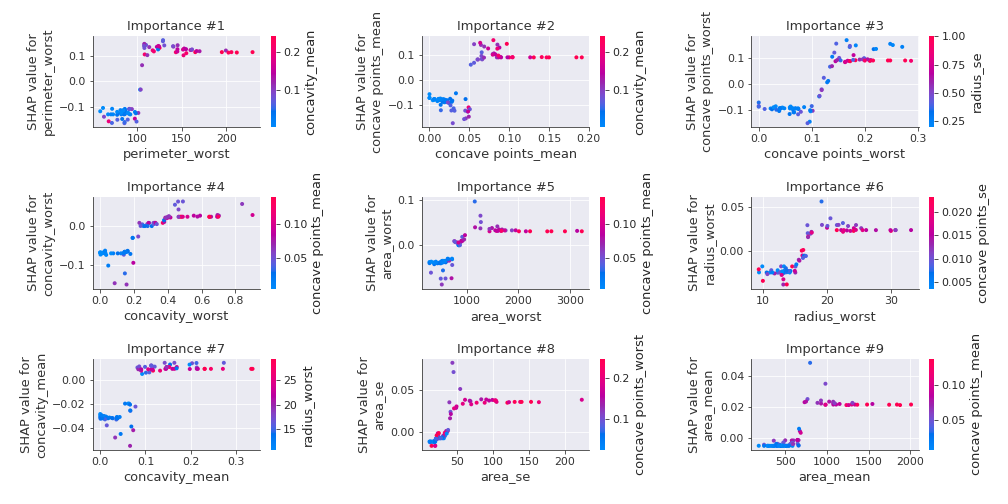 Importance #1
SHAP value for
perimeter_worst
0.1
0.0
−0.1
100
150
200
perimeter_worst
0.2
0.1
concavity_mean
Importance #2
SHAP value for
concave points_mean
0.1
0.0
−0.1
0.00
0.05
0.10
0.15
0.20
concave points_mean
0.2
0.1
concavity_mean
Importance #3
SHAP value for
concave points_worst
0.1
0.0
−0.1
0.0
0.1
0.2
0.3
concave points_worst
1.00
0.75
0.50
0.25
radius_se
Importance #4
SHAP value for
concavity_worst
0.0
−0.1
0.0
0.2
0.4
0.6
0.8
concavity_worst
0.10
0.05
concave points_mean
Importance #5
SHAP value for
area_worst
0.1
0.0
1000
2000
3000
area_worst
0.10
0.05
concave points_mean
Importance #6
SHAP value for
radius_worst
0.05
0.00
10
20
30
radius_worst
0.020
0.015
0.010
0.005
concave points_se
Importance #7
SHAP value for
concavity_mean
0.00
−0.02
−0.04
0.0
0.1
0.2
0.3
concavity_mean
25
20
15
radius_worst
Importance #8
SHAP value for
area_se
0.05
0.00
50
100
150
200
area_se
0.2
0.1
concave points_worst
Importance #9
SHAP value for
area_mean
0.04
0.02
0.00
500
1000
1500
2000
area_mean
0.10
0.05
concave points_mean